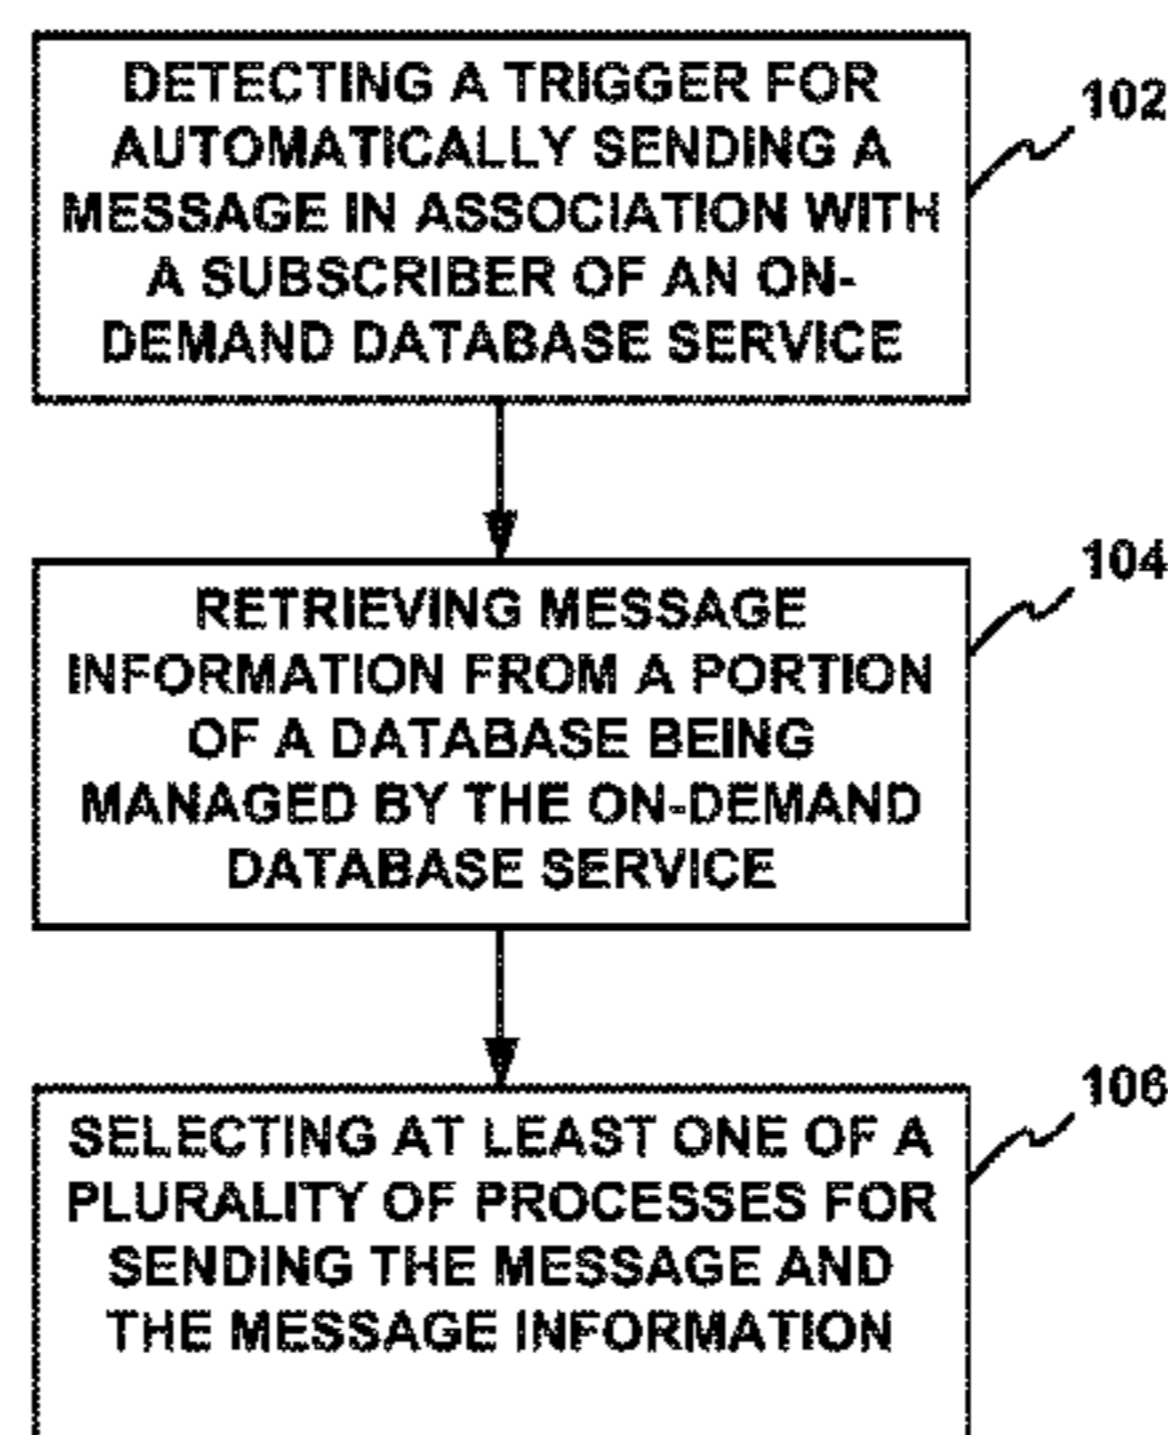 DETECTING A TRIGGER FOR
AUTOMATICALLY SENDING A
MESSAGE IN ASSOCIATION WITH
A SUBSCRIBER OF AN ON-
DEMAND DATABASE SERVICE
102
RETRIEVING MESSAGE
INFORMATION FROM A PORTION
OF A DATABASE BEING
MANAGED BY THE ON-DEMAND
DATABASE SERVICE
104
SELECTING AT LEAST ONE OF A
PLURALITY OF PROCESSES FOR
SENDING THE MESSAGE AND
THE MESSAGE INFORMATION
106